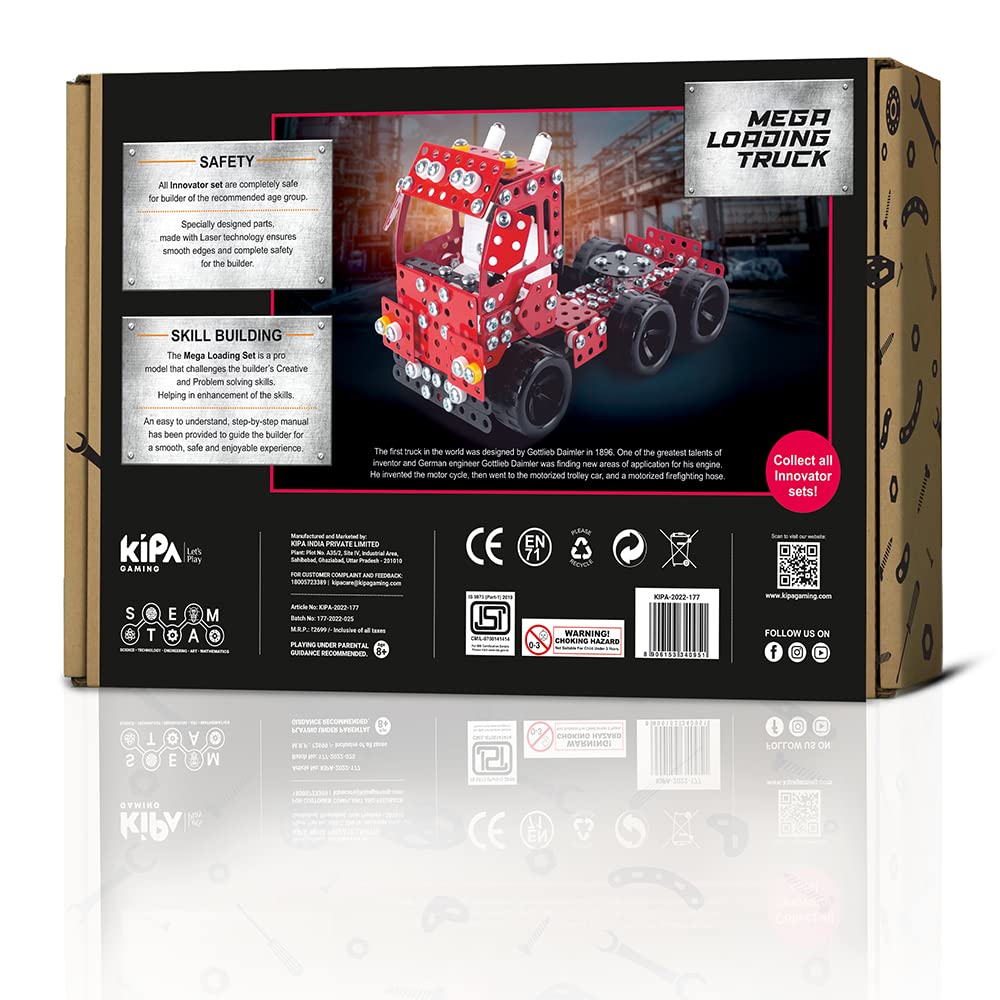 MEGA
LOADING
TRUCK
SAFETY
All Innovator set are completely safe
for builder of the recommended age group.
Specially designed parts,
made with Laser technology ensures
smooth edges and complete safety
for the builder.
SKILL BUILDING
The Mega Loading Set is a pro
model that challenges the builder's Creative
and Problem solving skills.
Helping in enhancement of the skills.
An easy to understand, step-by-step manual
has been provided to guide the builder for
a smooth, safe and enjoyable experience.
The first truck in the world was designed by Gottlieb Daimler in 1896. One of the greatest talents of
inventor and German engineer Gottlieb Daimler was finding new areas of application for his engine.
He invented the motor cycle, then went to the motorized trolley car, and a motorized firefighting hose.
Collect all
Innovator
sets!
KiPA
GAMING
Let's
Play
STEAM
SCIENCE • TECHNOLOGY • ENGINEERING • ART • MATHEMATICS
Manufactured and Marketed by:
KIPA INDIA PRIVATE LIMITED
Plant: Plot No. A35/2, Site IV, Industrial Area,
Sahibabad, Ghaziabad, Uttar Pradesh - 201010
FOR CUSTOMER COMPLAINT AND FEEDBACK:
18005723389 | kipacare@kipagaming.com
Article No: KIPA-2022-177
Batch No: 177-2022-025
M.R.P.: ₹2699 /- Inclusive of all taxes
PLAYING UNDER PARENTAL
GUIDANCE RECOMMENDED.
AGE
8+
CE
EN
71
PLEASE
RECYCLE
IS 9873 (Part-1) 2019
ISI
CM/L-8700141414
0-3
WARNING!
CHOKING HAZARD
Not Suitable For Child Under 3 Years.
KIPA-2022-177
8 906153 340951
Scan to visit our website:
www.kipagaming.com
FOLLOW US ON